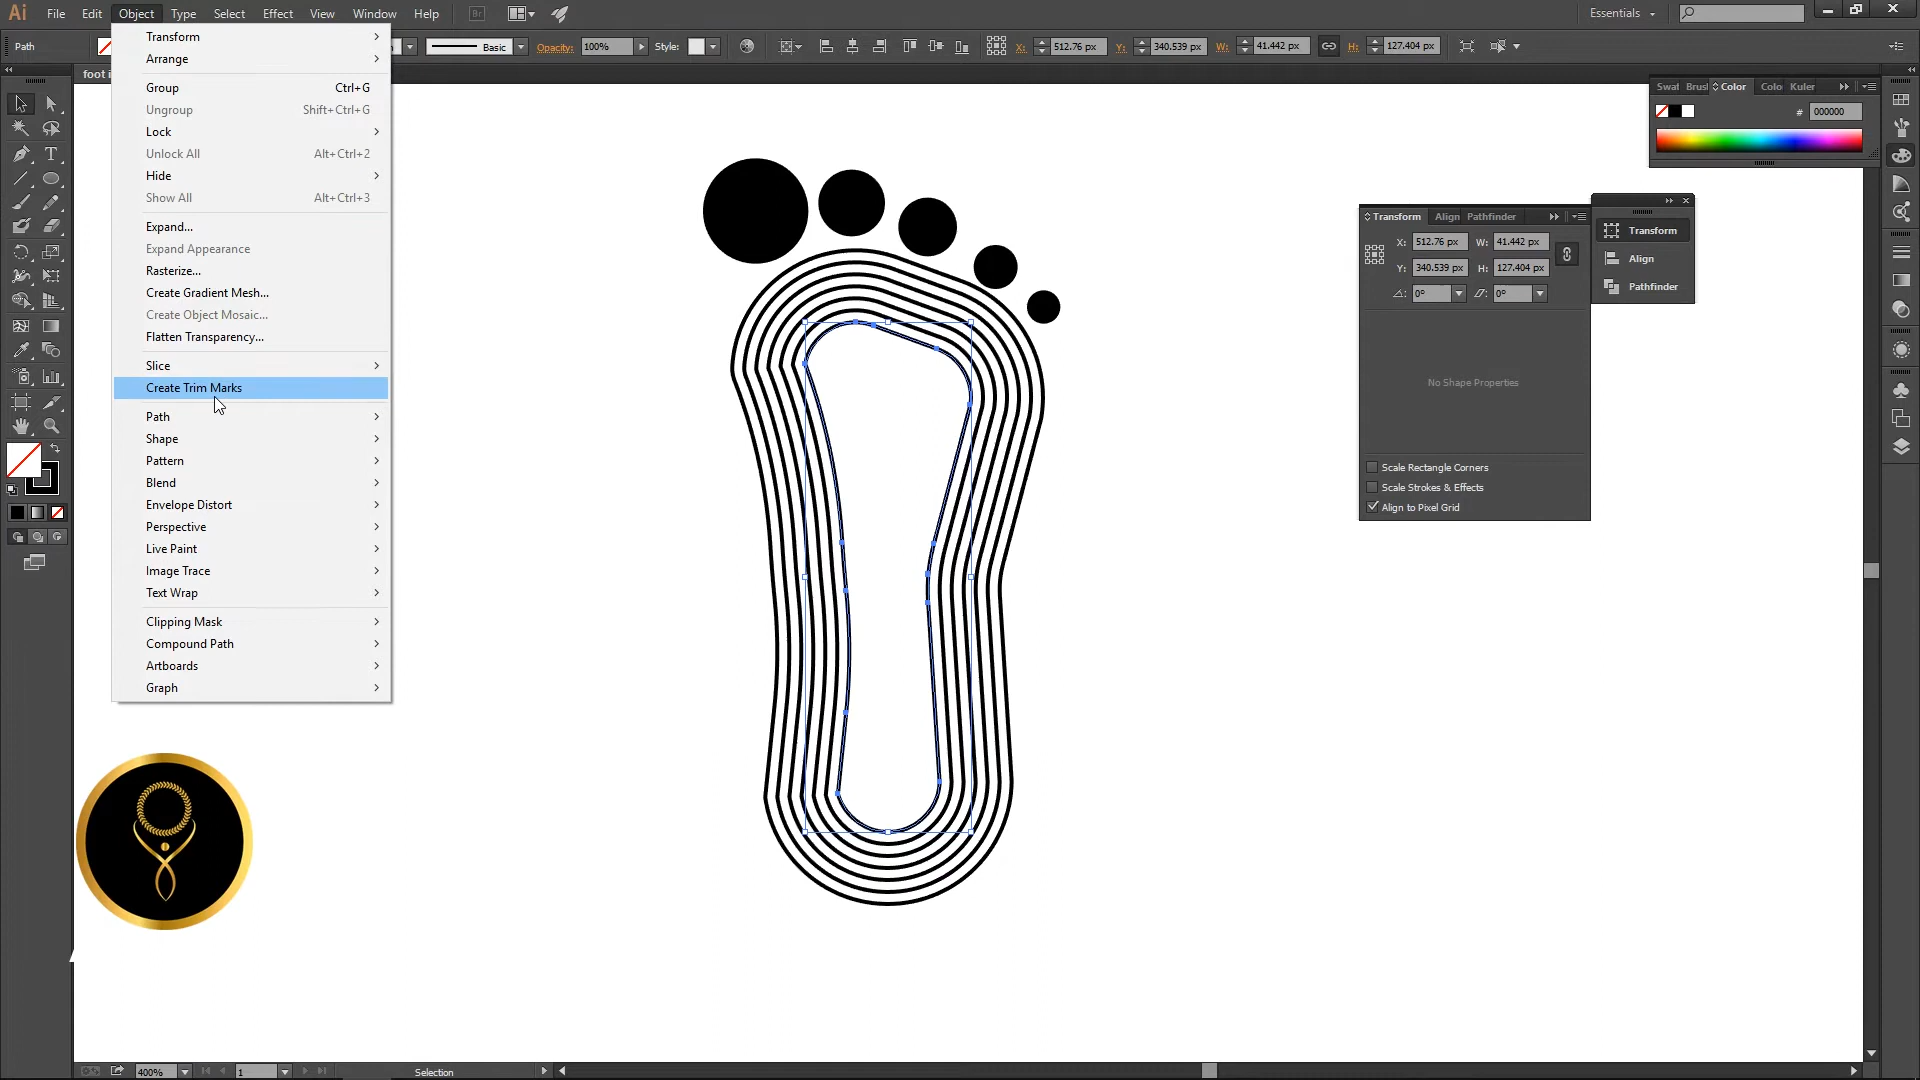 Ai File Edit Object Type Select Effect View Window Help Br Essentials
Path Basic Opacity: 100% Style: X: 512.76 px Y: 340.539 px W: 41.442 px H: 127.404 px
foot i
Transform
Arrange
Group Ctrl+G
Ungroup Shift+Ctrl+G
Lock
Unlock All Alt+Ctrl+2
Hide
Show All Alt+Ctrl+3
Expand...
Expand Appearance
Rasterize...
Create Gradient Mesh...
Create Object Mosaic...
Flatten Transparency...
Slice
Create Trim Marks
Path
Shape
Pattern
Blend
Envelope Distort
Perspective
Live Paint
Image Trace
Text Wrap
Clipping Mask
Compound Path
Artboards
Graph
Swat Brusl Color Colo Kuler
# 000000
Transform Align Pathfinder
X: 512.76 px W: 41.442 px
Y: 340.539 px H: 127.404 px
0° 0°
No Shape Properties
Scale Rectangle Corners
Scale Strokes & Effects
Align to Pixel Grid
Transform
Align
Pathfinder
400% 1 Selection